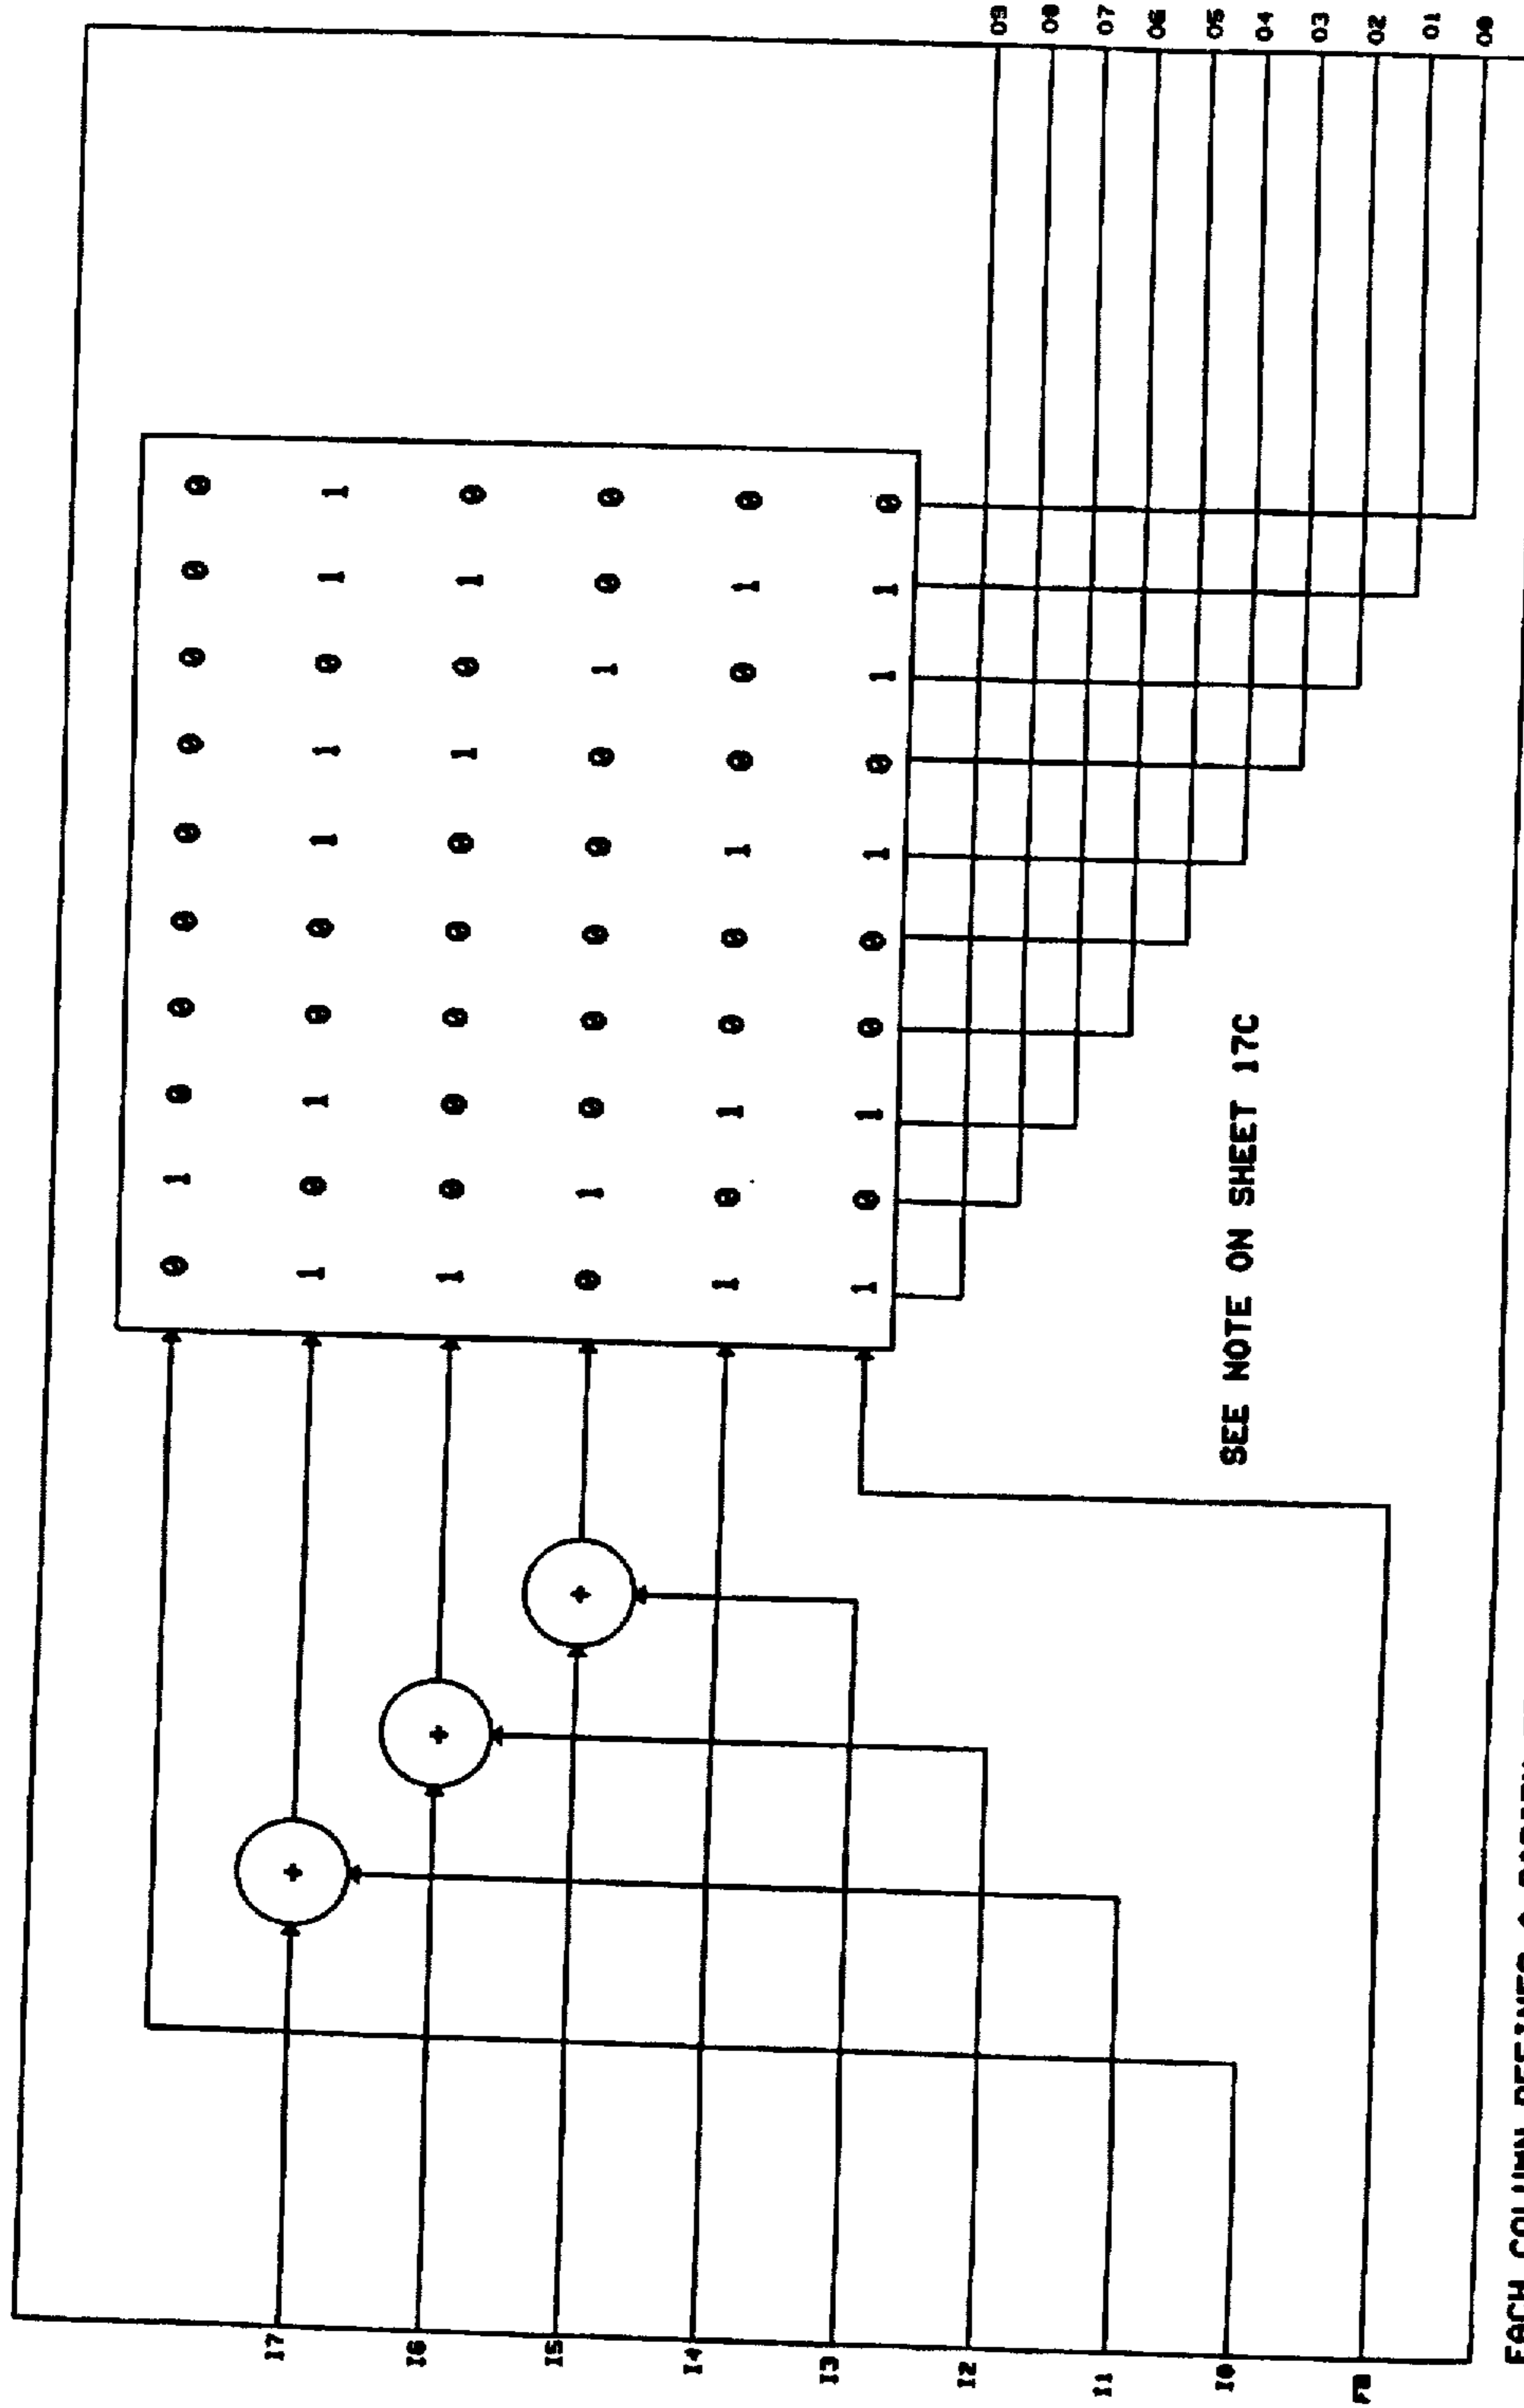 I7
I6
I5
I4
I3
I2
I1
I0
FB
+
+
+
0 1 0 0 0 0 0 0 0 0
1 0 1 0 0 1 1 0 1 1
1 0 0 0 0 0 1 0 1 0
0 1 0 0 0 0 0 1 0 0
1 0 1 0 0 1 0 0 1 0
1 0 1 0 0 1 0 1 1 0
O9
O8
O7
O6
O5
O4
O3
O2
O1
O0
SEE NOTE ON SHEET 17C
EACH COLUMN DEFINES A